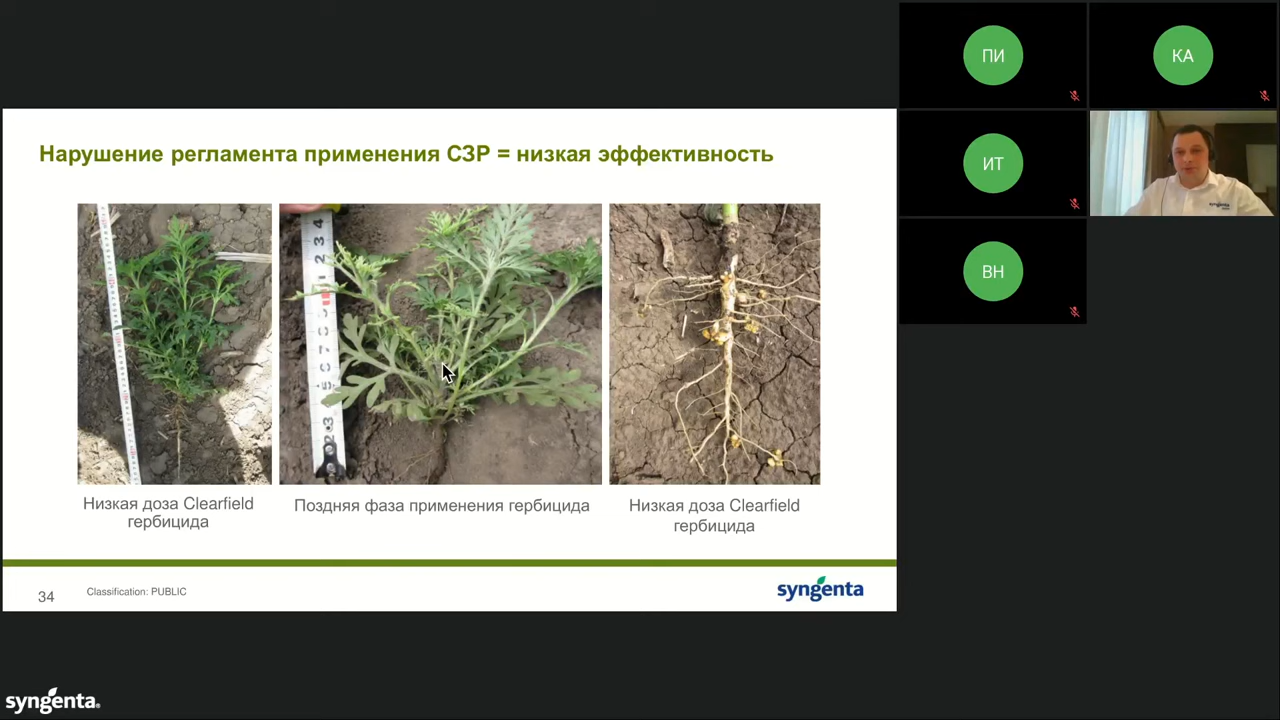 Нарушение регламента применения СЗР = низкая эффективность
Низкая доза Clearfield
гербицида
Поздняя фаза применения гербицида
Низкая доза Clearfield
гербицида
34
Classification: PUBLIC
syngenta
syngenta®
ПИ
КА
ИТ
syngenta
ВН